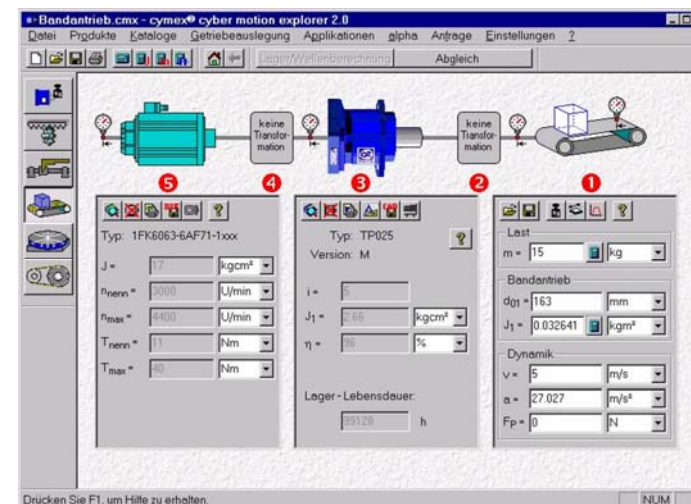 Bandantrieb.cmx - cymex® cyber motion explorer 2.0
Datei Produkte Kataloge Getriebeauslegung Applikationen alpha Anfrage Einstellungen ?
Lager/Wellenberechnung Abgleich
keine Transfor- mation
keine Transfor- mation
5 4 3 2 1
Typ: 1FK6063-6AF71-1xxx
J = 17 kgcm²
nnenn = 3000 U/min
nmax = 4400 U/min
Tnenn = 11 Nm
Tmax = 40 Nm
Typ: TP025
Version: M
i = 5
J1 = 2.66 kgcm²
η = 96 %
Lager - Lebensdauer:
99128 h
Last
m = 15 kg
Bandantrieb
d01 = 163 mm
J1 = 0.032641 kgm²
Dynamik
v = 5 m/s
a = 27.027 m/s²
FP = 0 N
Drücken Sie F1, um Hilfe zu erhalten.
NUM